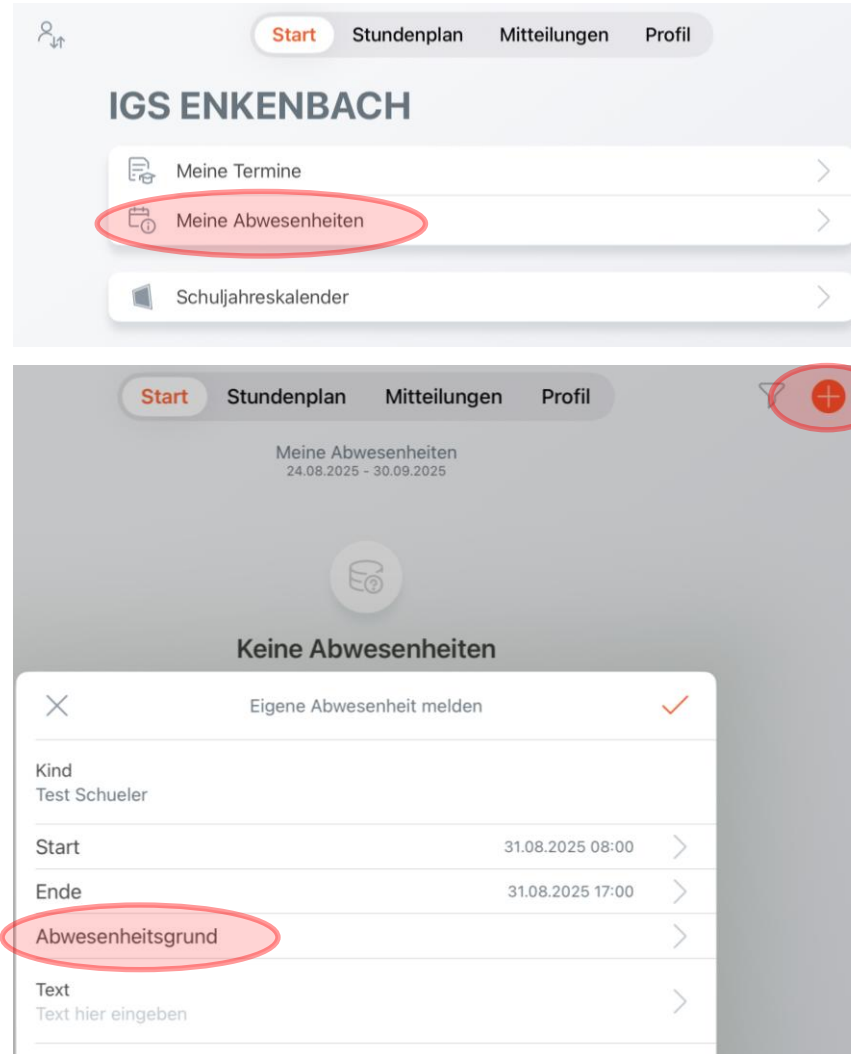 Start Stundenplan Mitteilungen Profil
IGS ENKENBACH
Meine Termine
Meine Abwesenheiten
Schuljahreskalender
Start Stundenplan Mitteilungen Profil
Meine Abwesenheiten
24.08.2025 - 30.09.2025
Keine Abwesenheiten
Eigene Abwesenheit melden
Kind
Test Schueler
Start 31.08.2025 08:00
Ende 31.08.2025 17:00
Abwesenheitsgrund
Text
Text hier eingeben